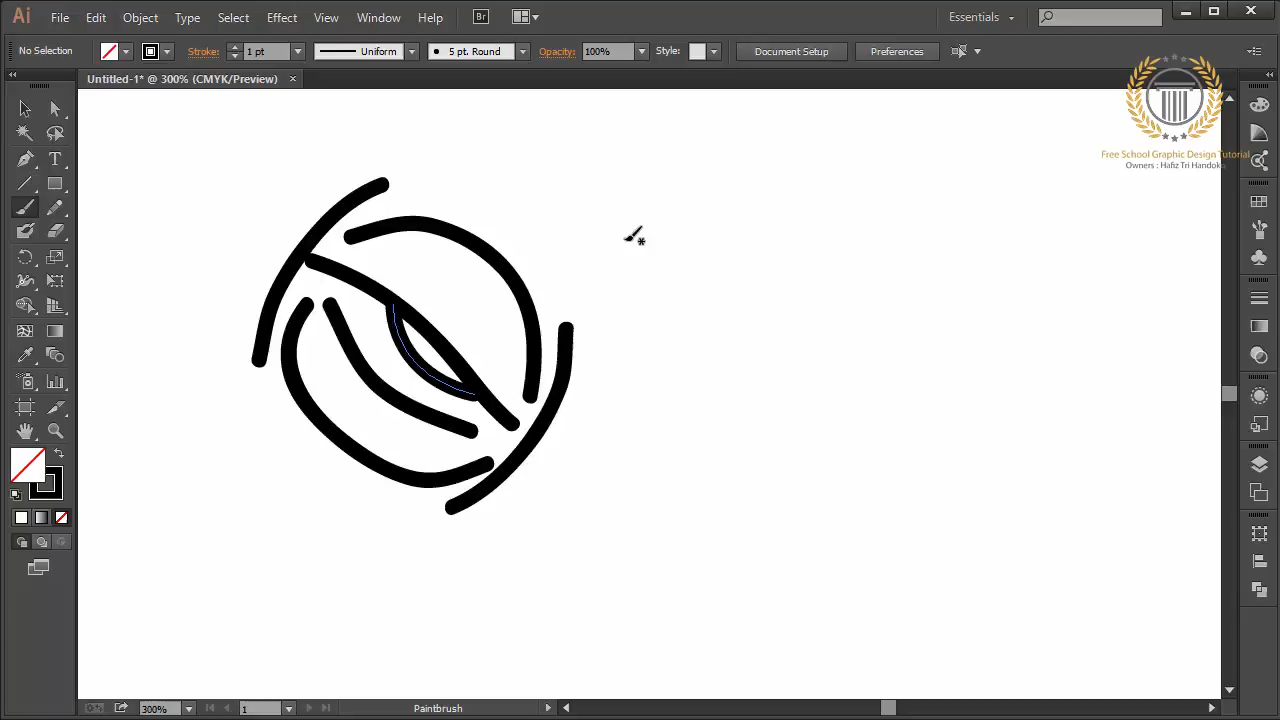 Ai File Edit Object Type Select Effect View Window Help Br Essentials
No Selection Stroke: 1 pt Uniform 5 pt. Round Opacity: 100% Style: Document Setup Preferences
Untitled-1* @ 300% (CMYK/Preview) ×
Free School Graphic Design Tutorial
Owners : Hafiz Tri Handoko
T
300% 1 Paintbrush